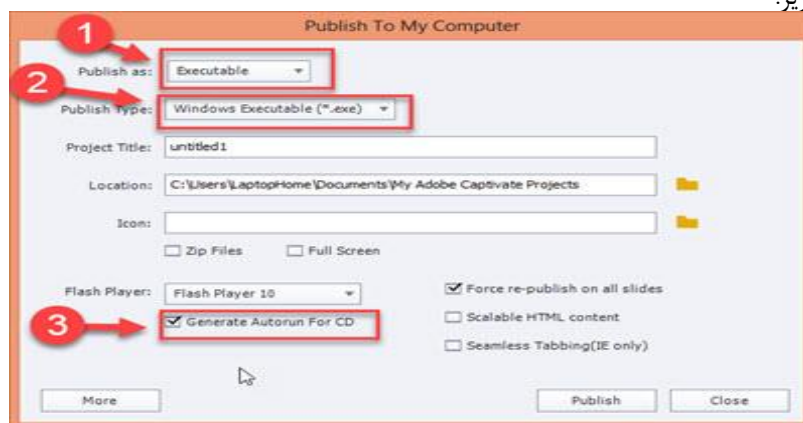 Publish To My Computer
1
Publish as: Executable
2
Publish Type: Windows Executable (*.exe)
Project Title: untitled1
Location: C:\Users\LaptopHome\Documents\My Adobe Captivate Projects
Icon:
Zip Files Full Screen
Flash Player: Flash Player 10 Force re-publish on all slides
3 Generate Autorun For CD Scalable HTML content
Seamless Tabbing(IE only)
More Publish Close